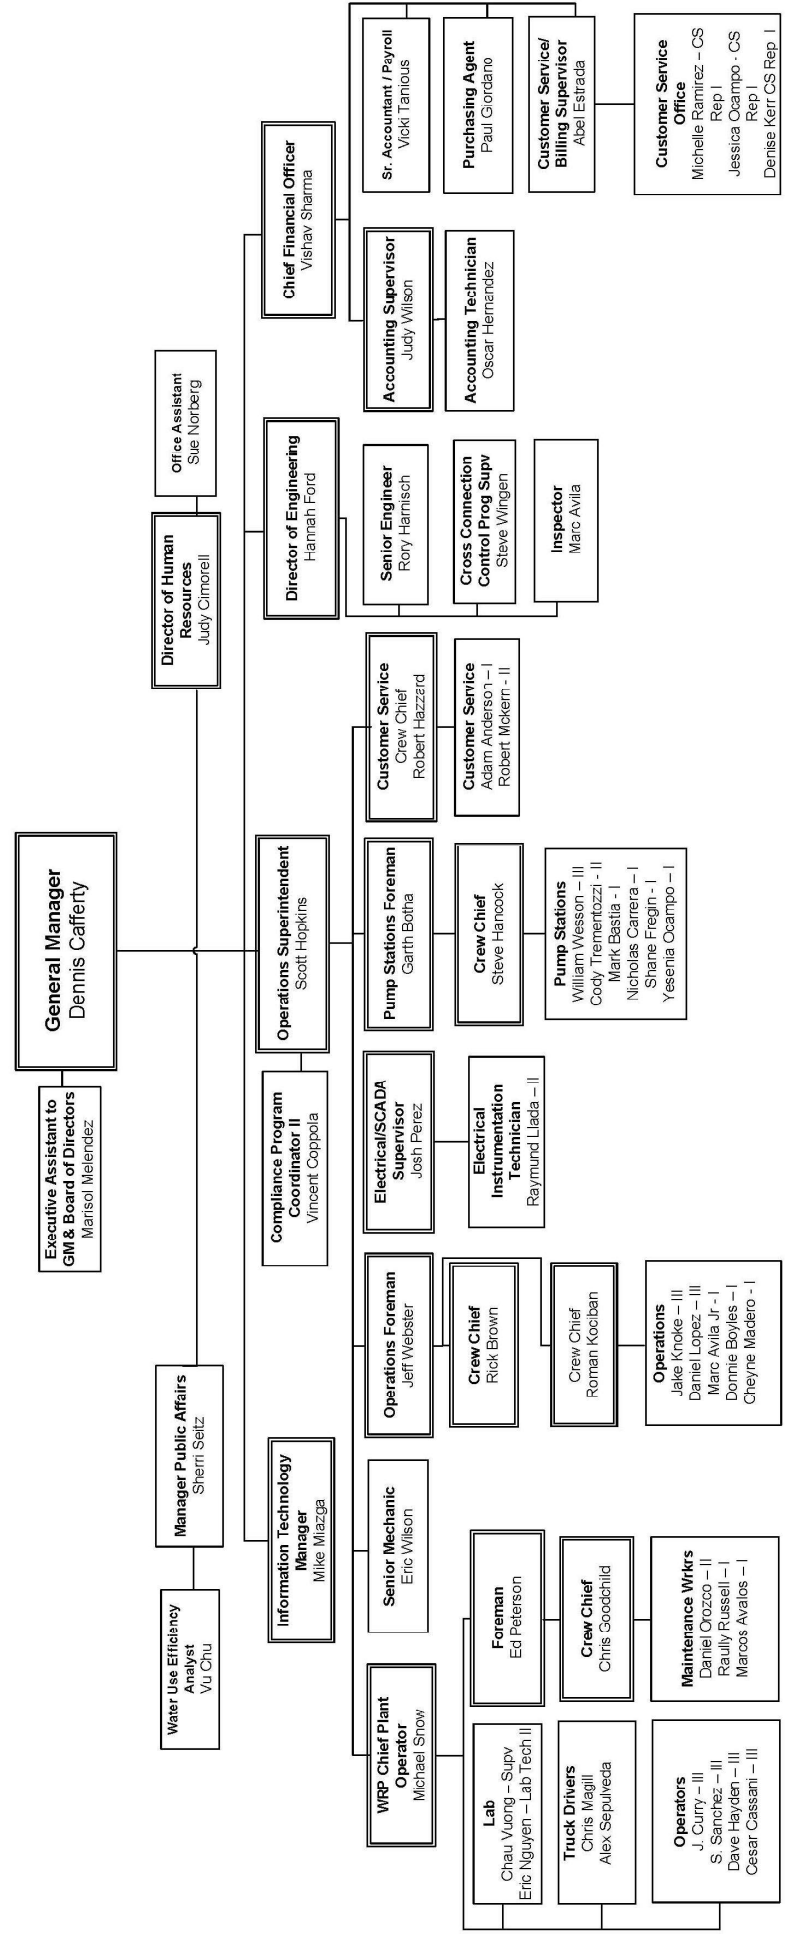 General Manager
Dennis Cafferty
Executive Assistant to
GM & Board of Directors
Marisol Melendez
Water Use Efficiency
Analyst
Vu Chu
Manager Public Affairs
Sherri Seitz
Director of Human
Resources
Judy Cimorell
Office Assistant
Sue Norberg
Information Technology
Manager
Mike Miazga
Compliance Program
Coordinator II
Vincent Coppola
Operations Superintendent
Scott Hopkins
Director of Engineering
Hannah Ford
Chief Financial Officer
Vishav Sharma
WRP Chief Plant
Operator
Michael Snow
Lab
Chau Vuong – Supv
Eric Nguyen – Lab Tech II
Truck Drivers
Chris Magill
Alex Sepulveda
Operators
J. Curry – III
S. Sanchez – III
Dave Hayden – III
Cesar Cassani – III
Foreman
Ed Peterson
Crew Chief
Chris Goodchild
Maintenance Wrkrs
Daniel Orozco – II
Raully Russell – I
Marcos Avalos – I
Senior Mechanic
Eric Wilson
Operations Foreman
Jeff Webster
Crew Chief
Rick Brown
Crew Chief
Roman Kociban
Operations
Jake Knoke – III
Daniel Lopez – III
Marc Avila Jr - I
Donnie Boyles – I
Cheyne Madero - I
Electrical/SCADA
Supervisor
Josh Perez
Electrical
Instrumentation
Technician
Raymund Llada – II
Pump Stations Foreman
Garth Botha
Crew Chief
Steve Hancock
Pump Stations
William Wesson – III
Cody Trementozzi - II
Mark Bastia - I
Nicholas Carrera – I
Shane Fregin - I
Yesenia Ocampo – I
Customer Service
Crew Chief
Robert Hazzard
Customer Service
Adam Anderson – I
Robert Mckern - II
Senior Engineer
Rory Harnisch
Cross Connection
Control Prog Supv
Steve Wingen
Inspector
Marc Avila
Accounting Supervisor
Judy Wilson
Accounting Technician
Oscar Hernandez
Sr. Accountant / Payroll
Vicki Tanious
Purchasing Agent
Paul Giordano
Customer Service/
Billing Supervisor
Abel Estrada
Customer Service
Office
Michelle Ramirez – CS
Rep I
Jessica Ocampo - CS
Rep I
Denise Kerr CS Rep I